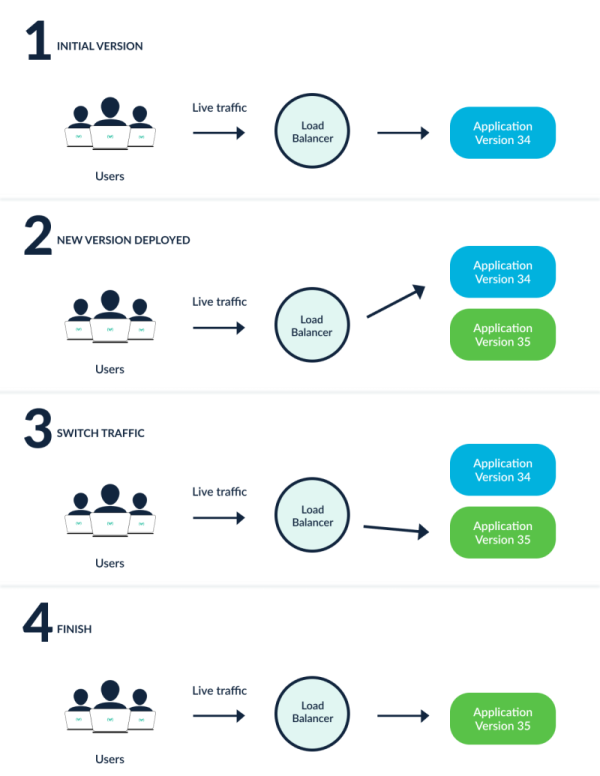 1 INITIAL VERSION
Live traffic
Load
Balancer
Application
Version 34
Users
2 NEW VERSION DEPLOYED
Live traffic
Load
Balancer
Application
Version 34
Application
Version 35
Users
3 SWITCH TRAFFIC
Live traffic
Load
Balancer
Application
Version 34
Application
Version 35
Users
4 FINISH
Live traffic
Load
Balancer
Application
Version 35
Users